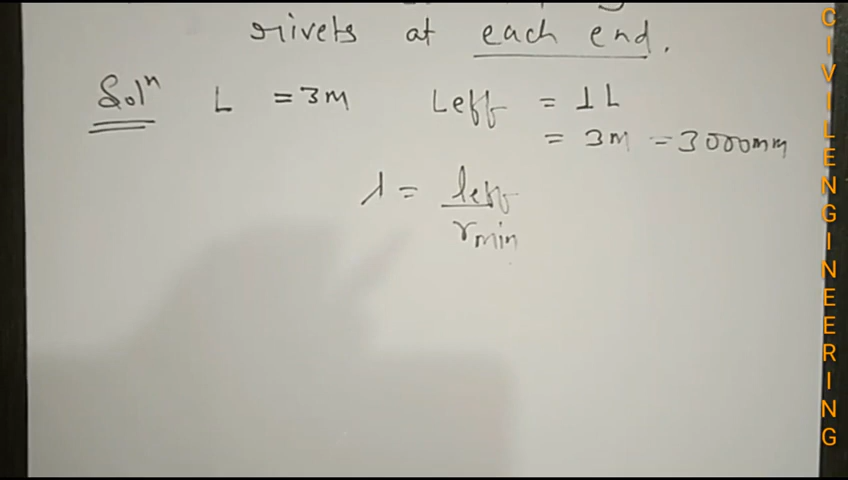 rivets at each end.
Solⁿ L = 3M Leff = 1L
= 3M = 3000mm
λ = leff
rmin
CIVIL ENGINEERING